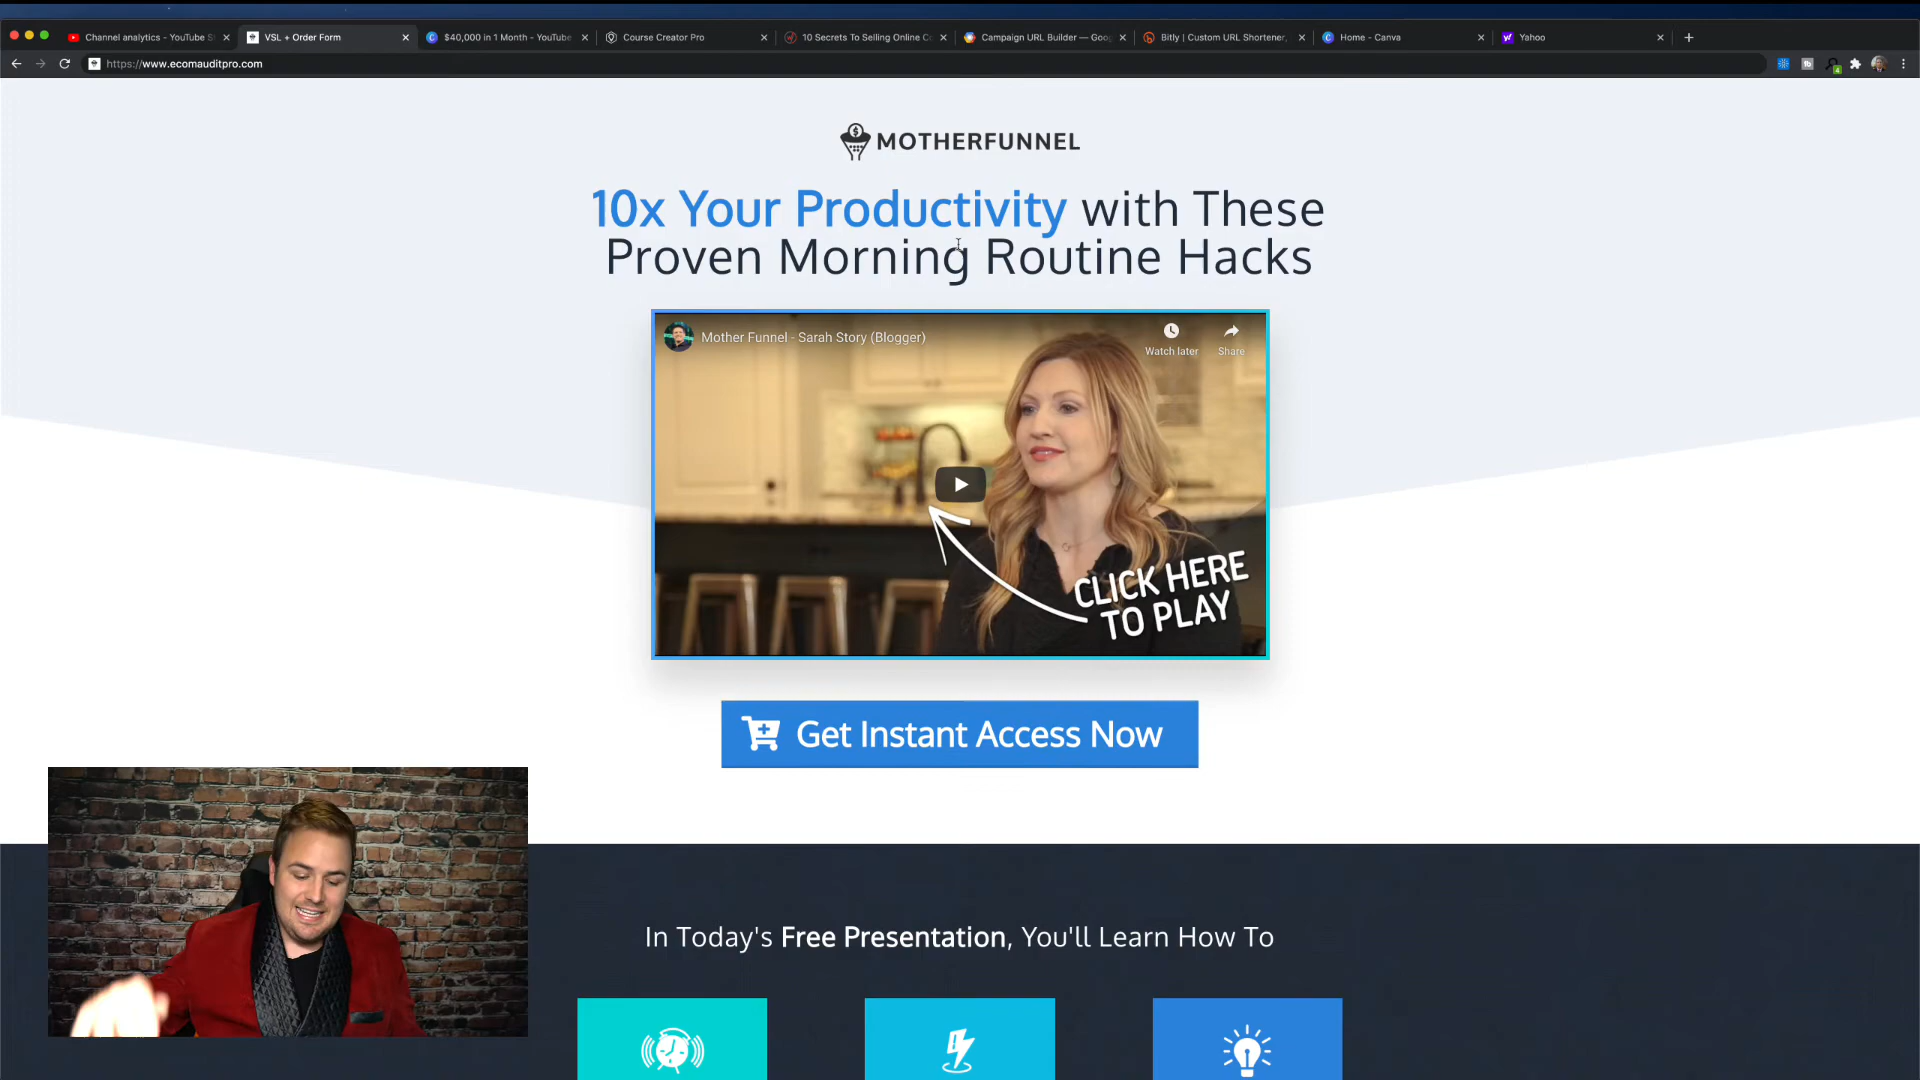 Channel analytics - YouTube S
VSL + Order Form
$40,000 in 1 Month - YouTube
Course Creator Pro
10 Secrets To Selling Online C
Campaign URL Builder — Goo
Bitly | Custom URL Shortener,
Home - Canva
Yahoo
https://www.ecomauditpro.com
4
MOTHERFUNNEL
10x Your Productivity with These
Proven Morning Routine Hacks
Mother Funnel - Sarah Story (Blogger)
Watch later
Share
CLICK HERE
TO PLAY
Get Instant Access Now
In Today's Free Presentation, You'll Learn How To